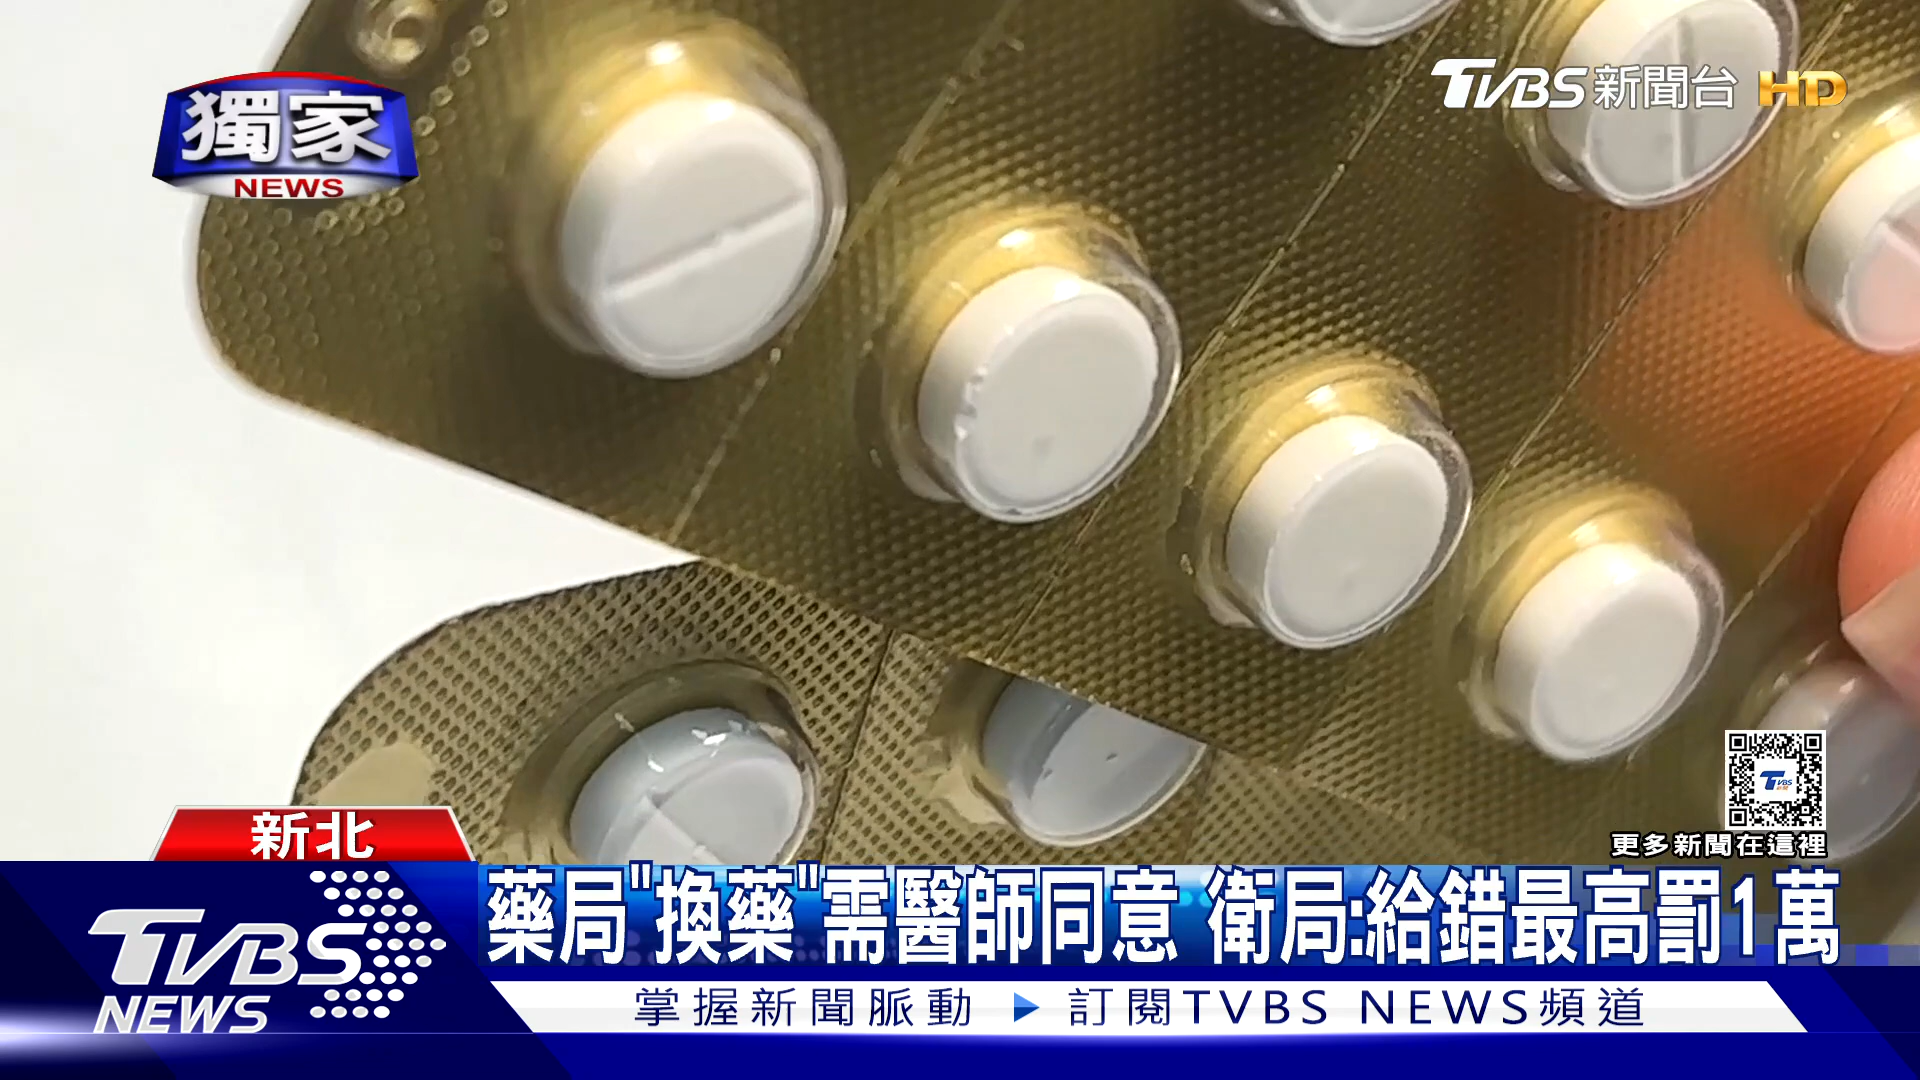 獨家
NEWS
TVBS新聞台 HD
TVBS
更多新聞在這裡
新北
藥局"換藥"需醫師同意 衛局:給錯最高罰1萬
TVBS
NEWS
掌握新聞脈動 ▶ 訂閱TVBS NEWS頻道